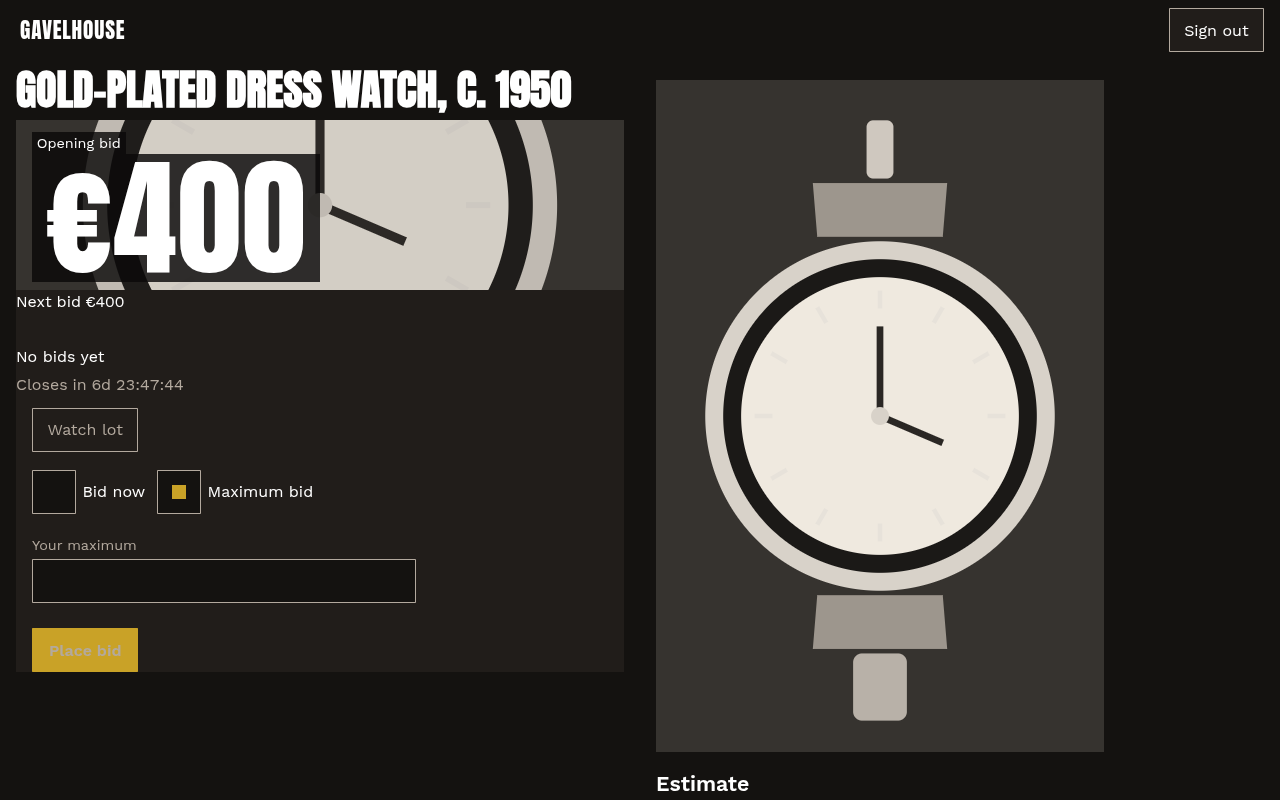 GAVELHOUSE
Sign out
GOLD-PLATED DRESS WATCH, C. 1950
Opening bid
€400
Next bid €400
No bids yet
Closes in 6d 23:47:44
Watch lot
Bid now
Maximum bid
Your maximum
Place bid
Estimate